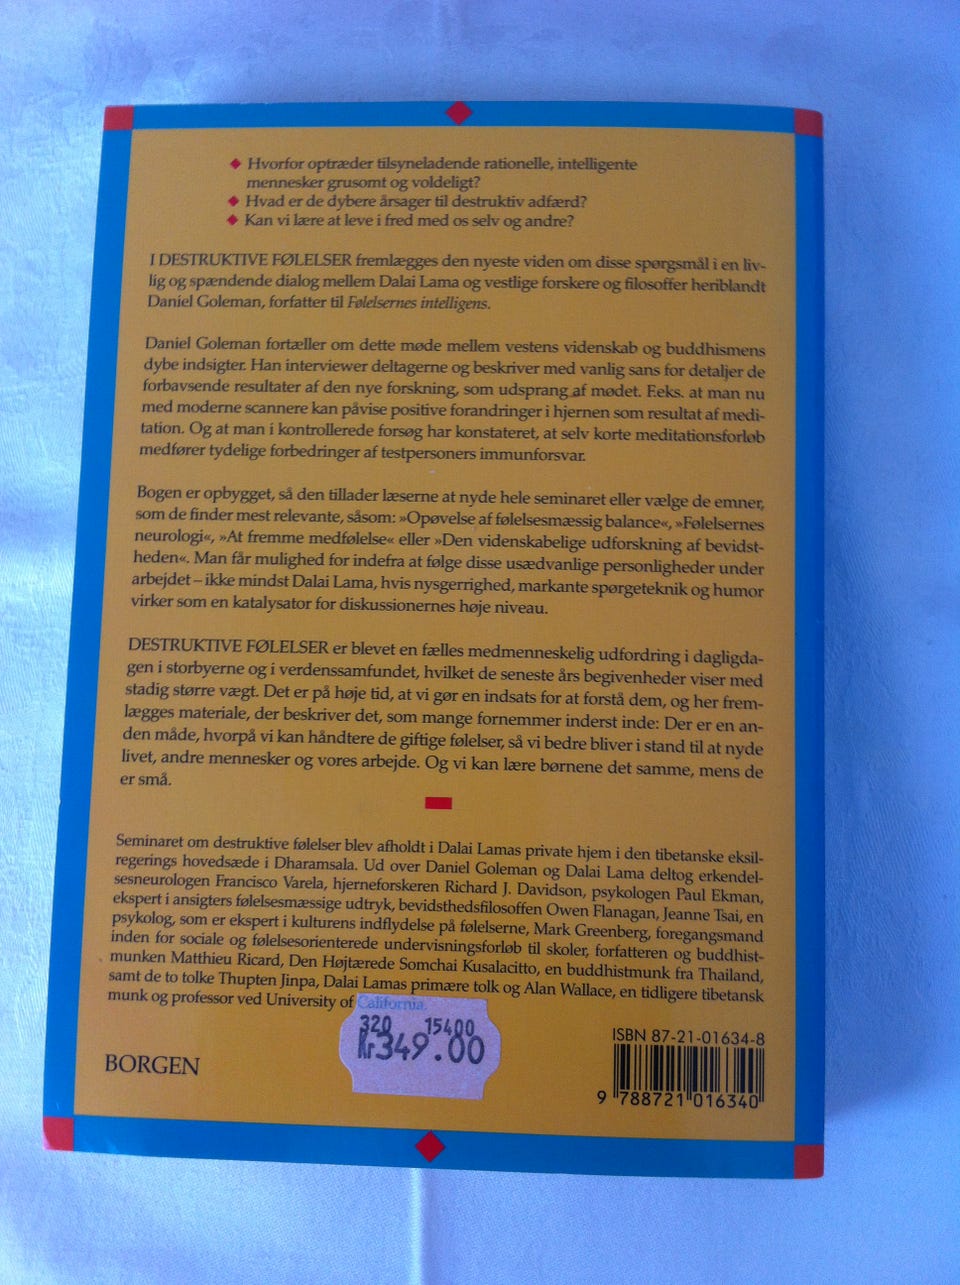 Hvorfor optræder tilsyneladende rationelle, intelligente
mennesker grusomt og voldeligt?
Hvad er de dybere årsager til destruktiv adfærd?
Kan vi lære at leve i fred med os selv og andre?
I DESTRUKTIVE FØLELSER fremlægges den nyeste viden om disse spørgsmål i en liv-
lig og spændende dialog mellem Dalai Lama og vestlige forskere og filosoffer heriblandt
Daniel Goleman, forfatter til Følelsernes intelligens.
Daniel Goleman fortæller om dette møde mellem vestens videnskab og buddhismens
dybe indsigter. Han interviewer deltagerne og beskriver med vanlig sans for detaljer de
forbavsende resultater af den nye forskning, som udsprang af mødet. F.eks. at man nu
med moderne scannere kan påvise positive forandringer i hjernen som resultat af medi-
tation. Og at man i kontrollerede forsøg har konstateret, at selv korte meditationsforløb
medfører tydelige forbedringer af testpersoners immunforsvar.
Bogen er opbygget, så den tillader læserne at nyde hele seminaret eller vælge de emner,
som de finder mest relevante, såsom: »Opøvelse af følelsesmæssig balance«, »Følelsernes
neurologi«, »At fremme medfølelse« eller »Den videnskabelige udforskning af bevidst-
heden«. Man får mulighed for indefra at følge disse usædvanlige personligheder under
arbejdet – ikke mindst Dalai Lama, hvis nysgerrighed, markante spørgeteknik og humor
virker som en katalysator for diskussionernes høje niveau.
DESTRUKTIVE FØLELSER er blevet en fælles medmenneskelig udfordring i dagligda-
gen i storbyerne og i verdenssamfundet, hvilket de seneste års begivenheder viser med
stadig større vægt. Det er på høje tid, at vi gør en indsats for at forstå dem, og her frem-
lægges materiale, der beskriver det, som mange fornemmer inderst inde: Der er en an-
den måde, hvorpå vi kan håndtere de giftige følelser, så vi bedre bliver i stand til at nyde
livet, andre mennesker og vores arbejde. Og vi kan lære børnene det samme, mens de
er små.
Seminaret om destruktive følelser blev afholdt i Dalai Lamas private hjem i den tibetanske eksil-
regerings hovedsæde i Dharamsala. Ud over Daniel Goleman og Dalai Lama deltog erkendel-
sesneurologen Francisco Varela, hjerneforskeren Richard J. Davidson, psykologen Paul Ekman,
ekspert i ansigters følelsesmæssige udtryk, bevidsthedsfilosoffen Owen Flanagan, Jeanne Tsai, en
psykolog, som er ekspert i kulturens indflydelse på følelserne, Mark Greenberg, foregangsmand
inden for sociale og følelsesorienterede undervisningsforløb til skoler, forfatteren og buddhist-
munken Matthieu Ricard, Den Højtærede Somchai Kusalacitto, en buddhistmunk fra Thailand,
samt de to tolke Thupten Jinpa, Dalai Lamas primære tolk og Alan Wallace, en tidligere tibetansk
munk og professor ved University of California.
320 15400
Kr349.00
BORGEN
ISBN 87-21-01634-8
9 788721 016340